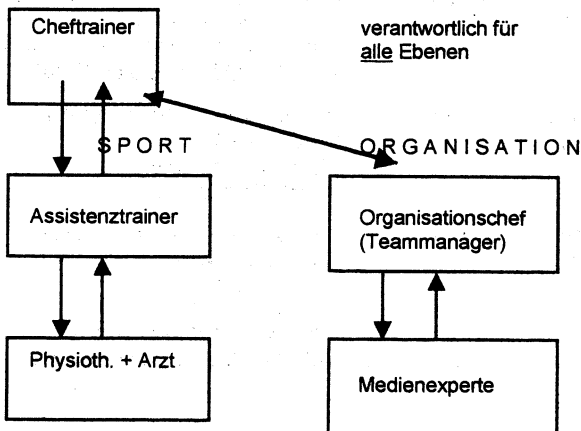 Cheftrainer
verantwortlich für
alle Ebenen
SPORT
ORGANISATION
Assistenztrainer
Organisationschef
(Teammanager)
Physioth. + Arzt
Medienexperte